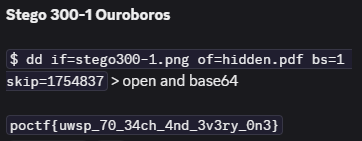 Stego 300-1 Ouroboros
$ dd if=stego300-1.png of=hidden.pdf bs=1
skip=1754837 > open and base64
poctf{uwsp_70_34ch_4nd_3v3ry_0n3}